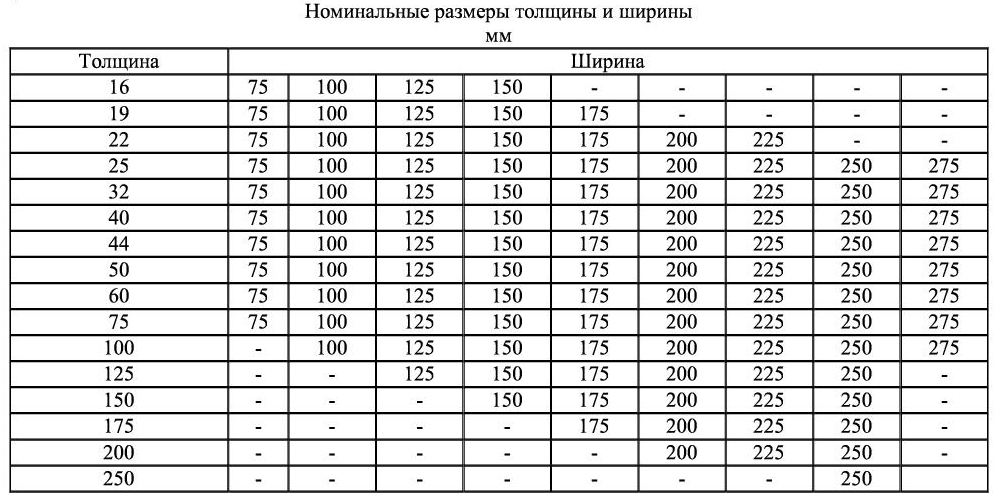 Номинальные размеры толщины и ширины
мм
Толщина Ширина
16 75 100 125 150 - - - - -
19 75 100 125 150 175 - - - -
22 75 100 125 150 175 200 225 - -
25 75 100 125 150 175 200 225 250 275
32 75 100 125 150 175 200 225 250 275
40 75 100 125 150 175 200 225 250 275
44 75 100 125 150 175 200 225 250 275
50 75 100 125 150 175 200 225 250 275
60 75 100 125 150 175 200 225 250 275
75 75 100 125 150 175 200 225 250 275
100 - 100 125 150 175 200 225 250 275
125 - - 125 150 175 200 225 250 -
150 - - - 150 175 200 225 250 -
175 - - - - 175 200 225 250 -
200 - - - - - 200 225 250 -
250 - - - - - - - 250